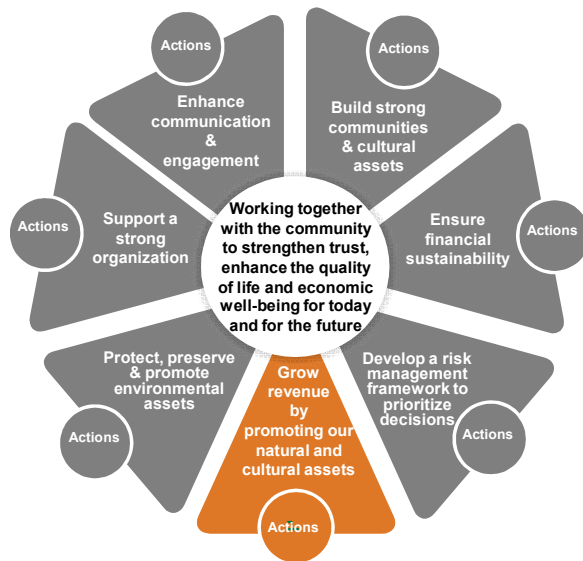 Actions
Enhance
communication
&
engagement
Actions
Build strong
communities
& cultural
assets
Actions
Support a
strong
organization
Working together
with the community
to strengthen trust,
enhance the quality
of life and economic
well-being for today
and for the future
Ensure
financial
sustainability
Actions
Protect, preserve
& promote
environmental
assets
Actions
Grow
revenue
by
promoting our
natural and
cultural assets
Actions
Develop a risk
management
framework to
prioritize
decisions
Actions